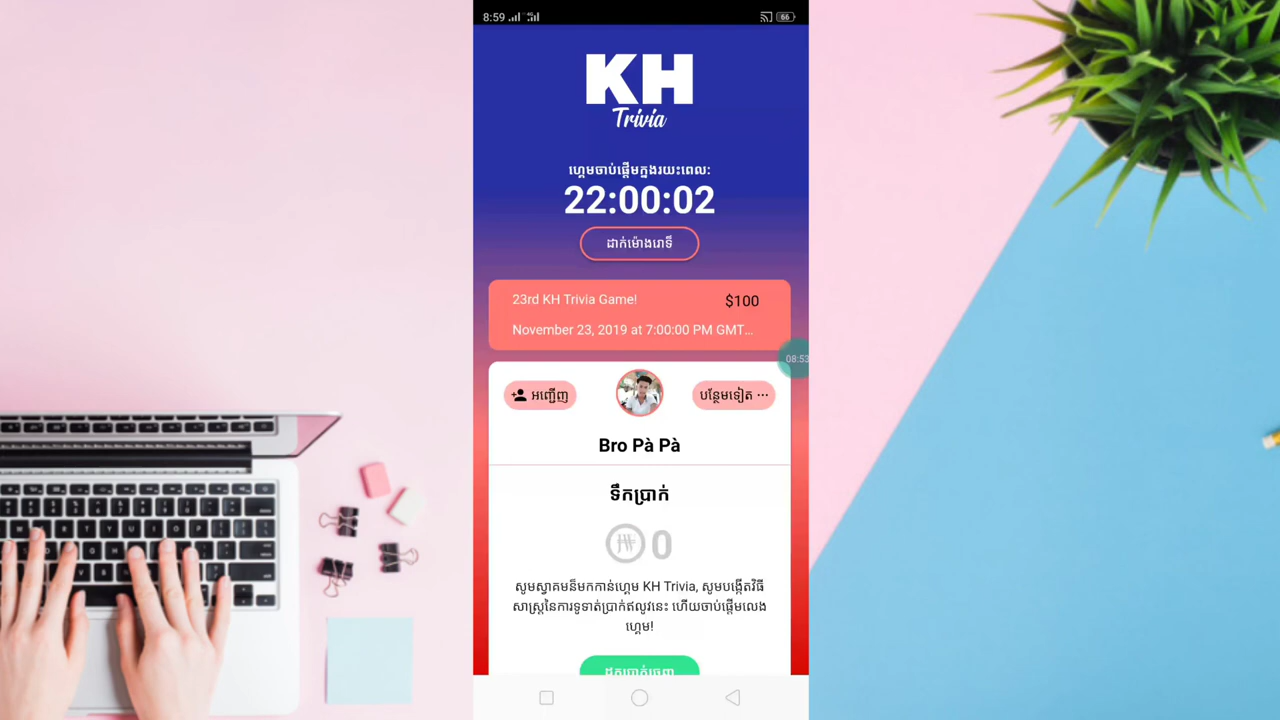 8:59
4G
66
KH
Trivia
ហ្គេមចាប់ផ្តើមក្នុងរយះពេល:
22:00:02
ដាក់ម៉ោងរោទិ៍
23rd KH Trivia Game!
$100
November 23, 2019 at 7:00:00 PM GMT...
08:53
អញ្ជើញ
បន្ថែមទៀត ...
Bro Pà Pà
ទឹកប្រាក់
0
សូមស្វាគមន៏មកកាន់ហ្គេម KH Trivia, សូមបង្កើតវិធី
សាស្ត្រនៃការទូទាត់ប្រាក់ឥលូវនេះ ហើយចាប់ផ្តើមលេង
ហ្គេម!